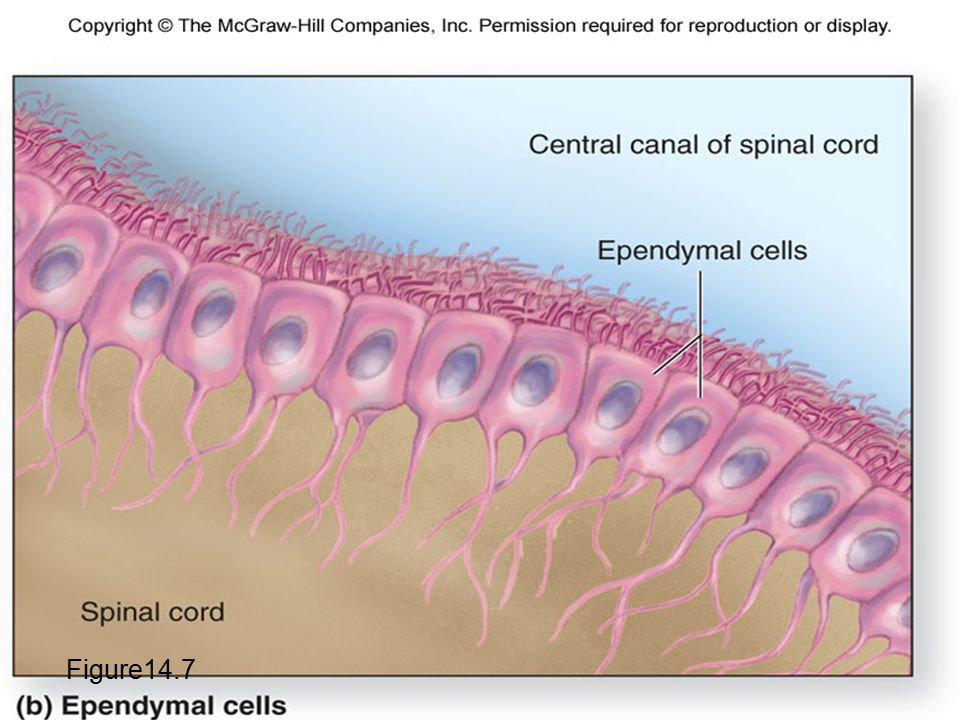 Copyright © The McGraw-Hill Companies, Inc. Permission required for reproduction or display.
Central canal of spinal cord
Ependymal cells
Spinal cord
Figure14.7
(b) Ependymal cells